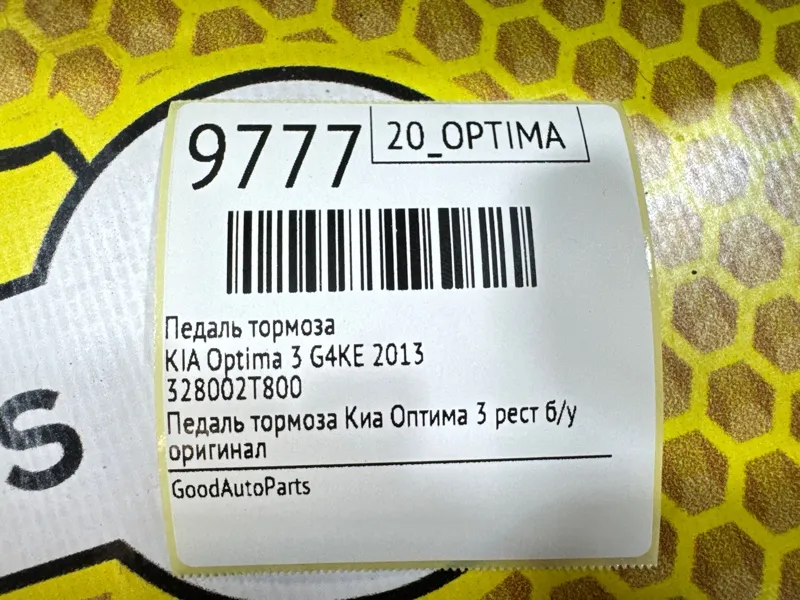 9777
20_OPTIMA
Педаль тормоза
KIA Optima 3 G4KE 2013
328002T800
Педаль тормоза Киа Оптима 3 рест б/у
оригинал
GoodAutoParts
s